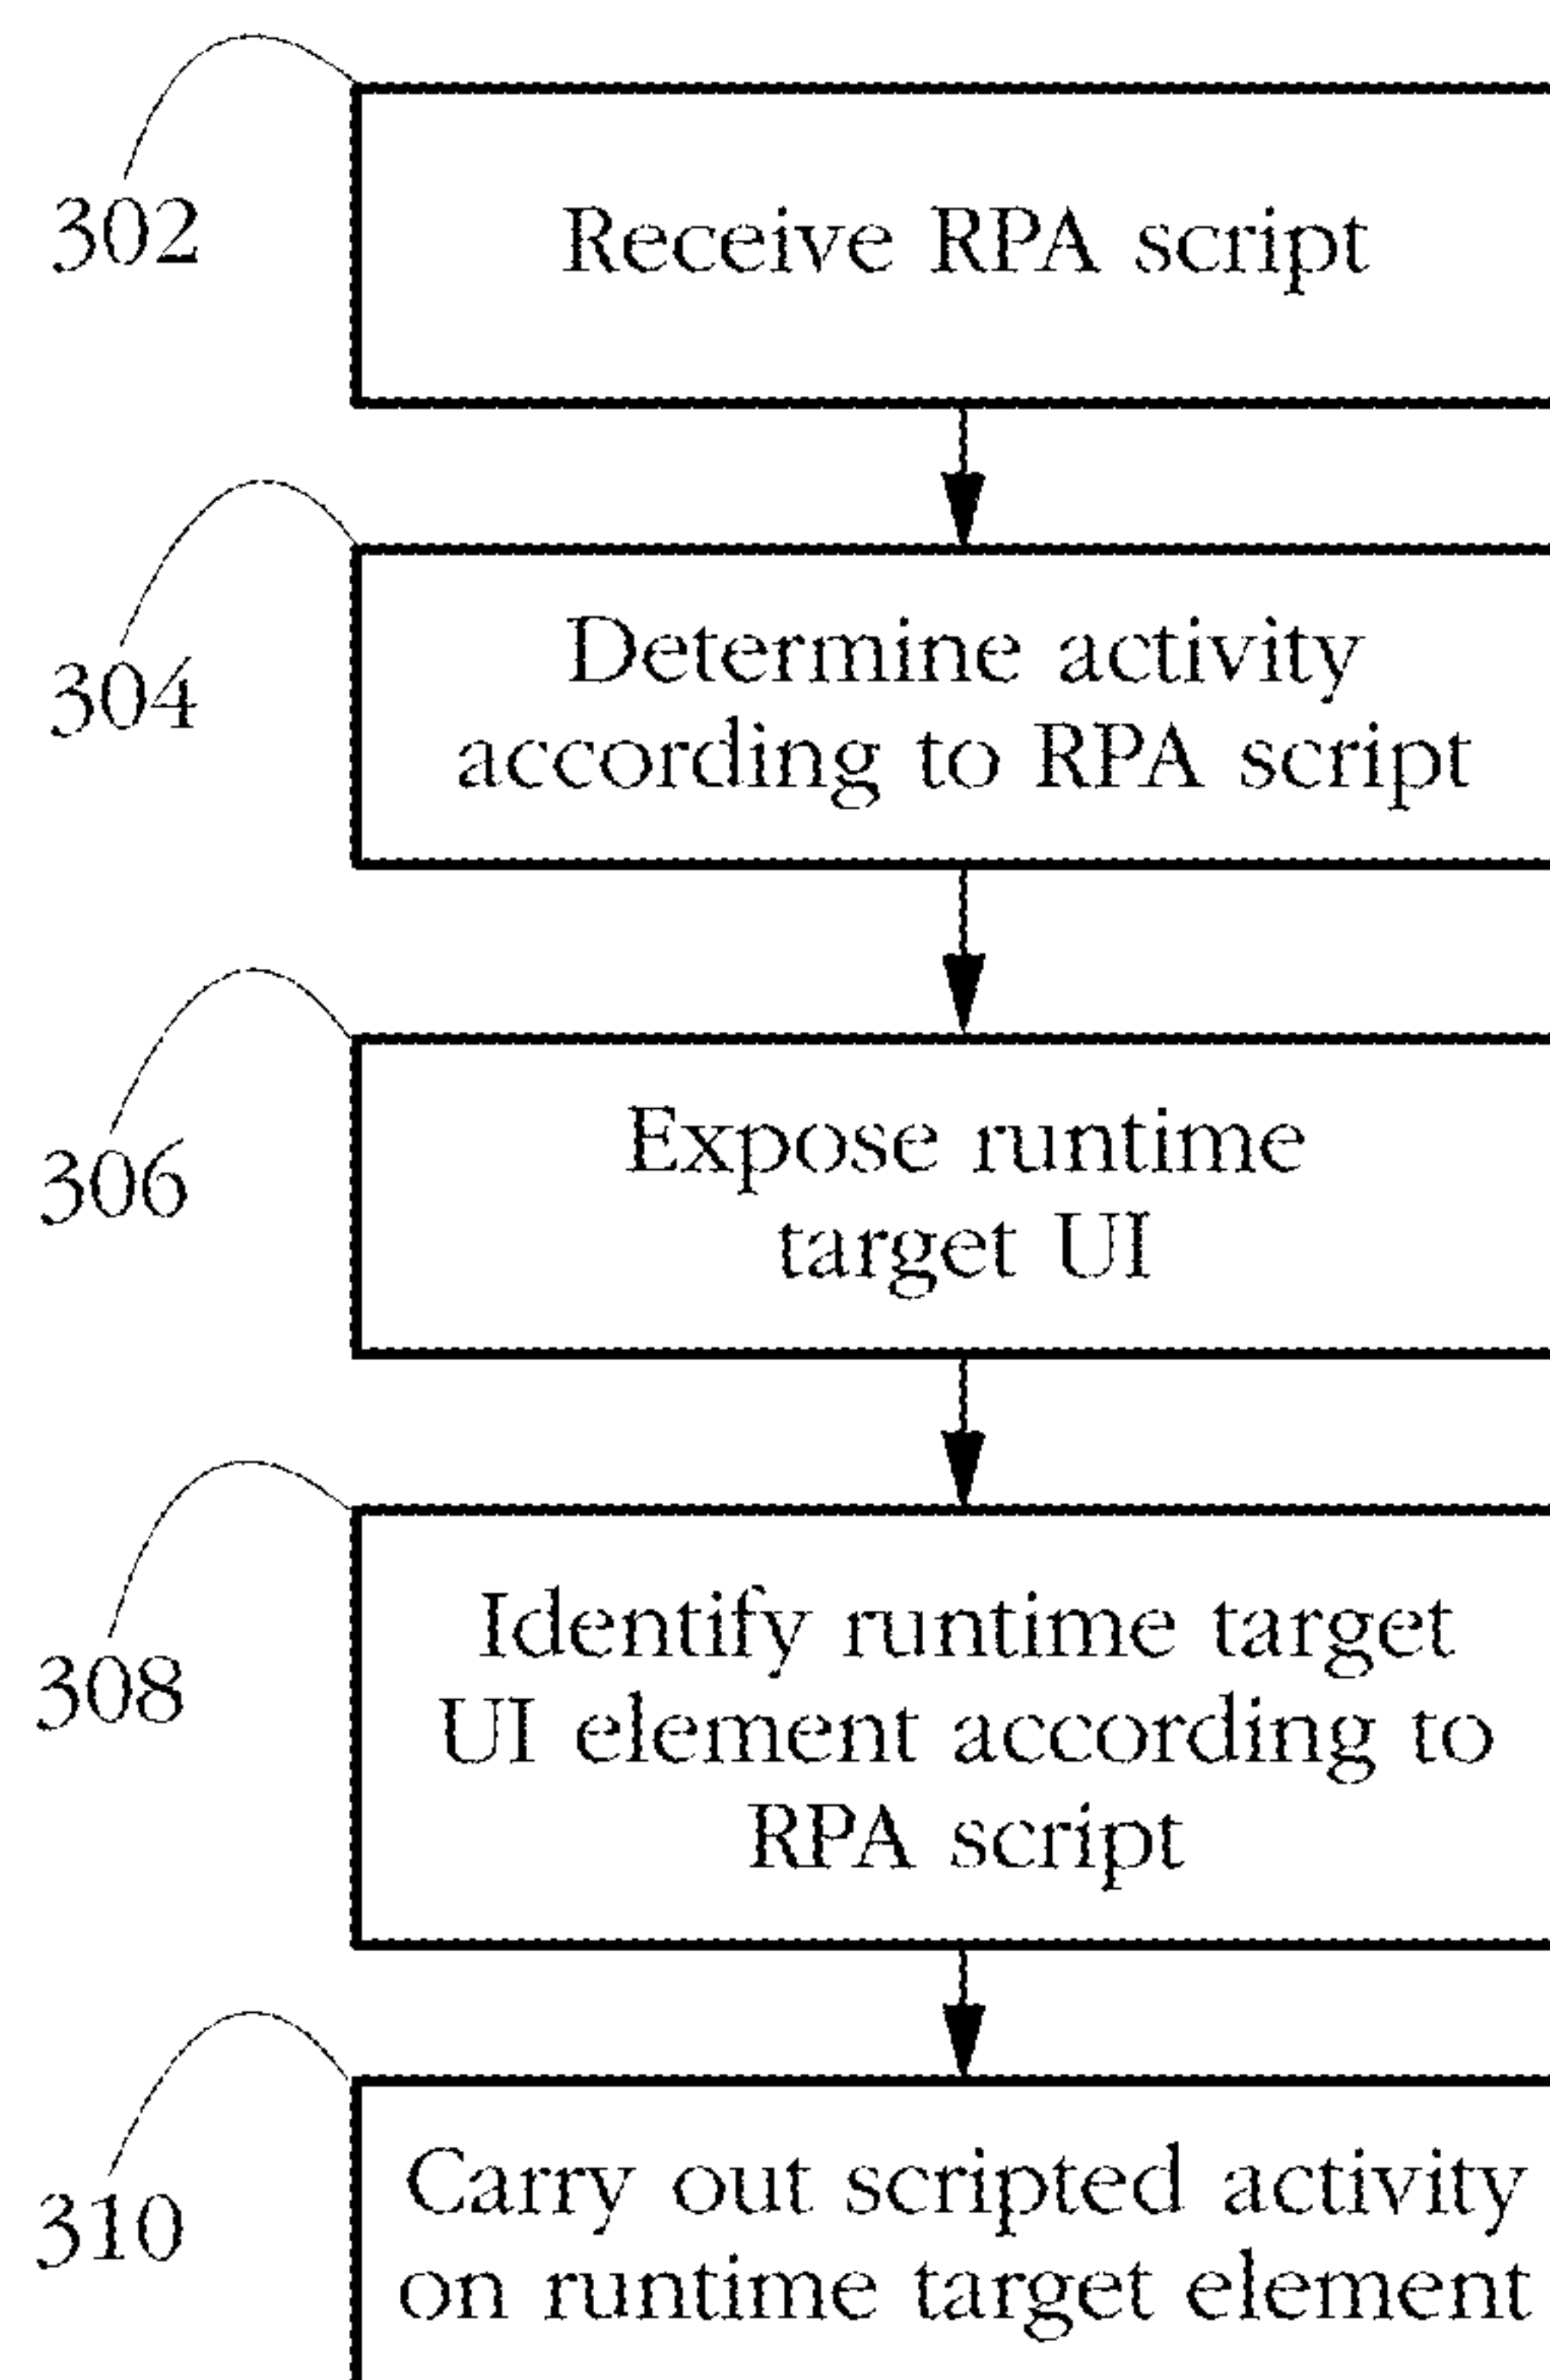 302
Receive RPA script
304
Determine activity
according to RPA script
306
Expose runtime
target UI
308
Identify runtime target
UI element according to
RPA script
310
Carry out scripted activity
on runtime target element